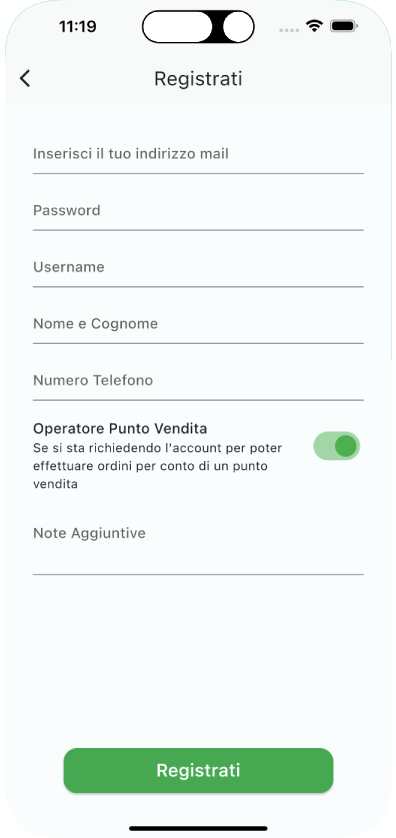 11:19
Registrati
Inserisci il tuo indirizzo mail
Password
Username
Nome e Cognome
Numero Telefono
Operatore Punto Vendita
Se si sta richiedendo l'account per poter
effettuare ordini per conto di un punto
vendita
Note Aggiuntive
Registrati